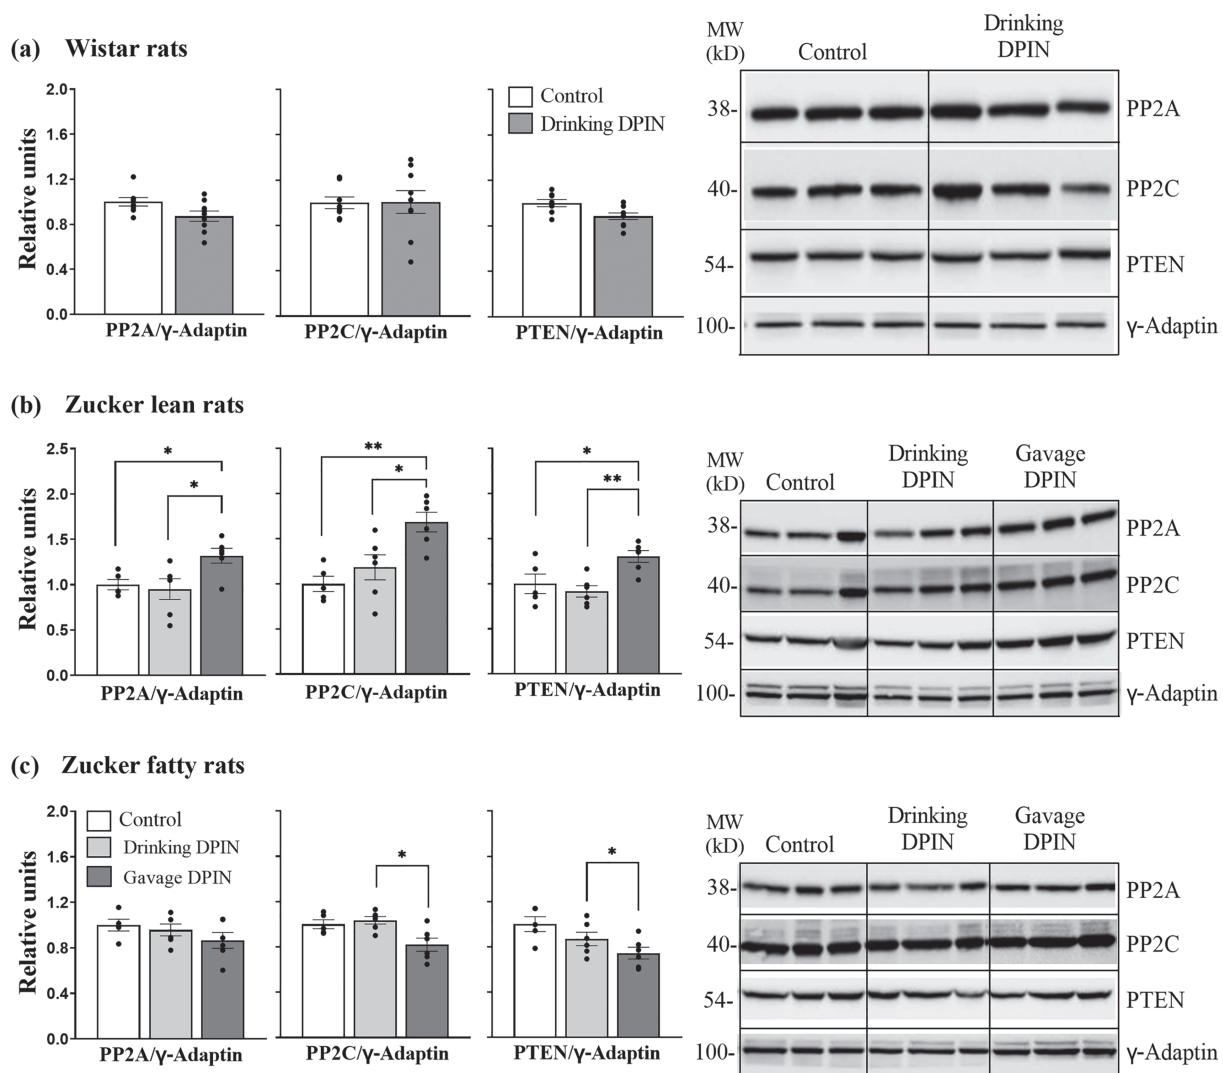 (a) Wistar rats
Relative units
2.0
1.6
1.2
0.8
0.4
0.0
Control
Drinking DPIN
PP2A/γ-Adaptin
PP2C/γ-Adaptin
PTEN/γ-Adaptin
MW
(kD)
Control
Drinking
DPIN
38- PP2A
40- PP2C
54- PTEN
100- γ-Adaptin
(b) Zucker lean rats
Relative units
2.5
2.0
1.5
1.0
0.5
0.0
* *
** *
* **
PP2A/γ-Adaptin
PP2C/γ-Adaptin
PTEN/γ-Adaptin
MW
(kD)
Control
Drinking
DPIN
Gavage
DPIN
38- PP2A
40- PP2C
54- PTEN
100- γ-Adaptin
(c) Zucker fatty rats
Relative units
2.0
1.6
1.2
0.8
0.4
0.0
Control
Drinking DPIN
Gavage DPIN
*
*
PP2A/γ-Adaptin
PP2C/γ-Adaptin
PTEN/γ-Adaptin
MW
(kD)
Control
Drinking
DPIN
Gavage
DPIN
38- PP2A
40- PP2C
54- PTEN
100- γ-Adaptin